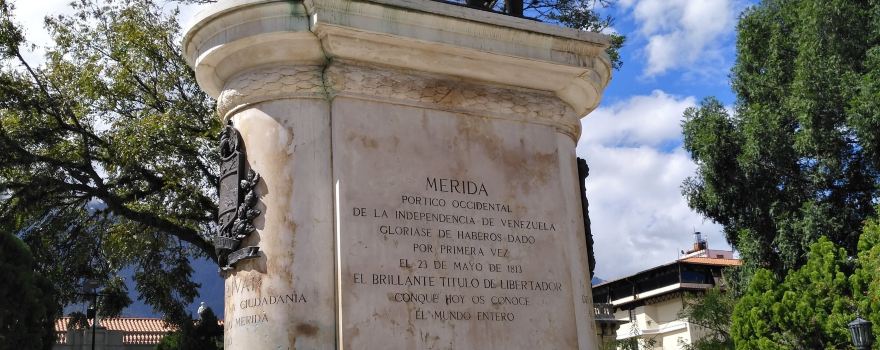 MERIDA
PORTICO OCCIDENTAL
DE LA INDEPENDENCIA DE VENEZUELA
GLORIASE DE HABEROS DADO
POR PRIMERA VEZ
EL 23 DE MAYO DE 1813
EL BRILLANTE TITULO DE LIBERTADOR
CONQUE HOY OS CONOCE
EL MUNDO ENTERO
CIUDADANIA
MERIDA